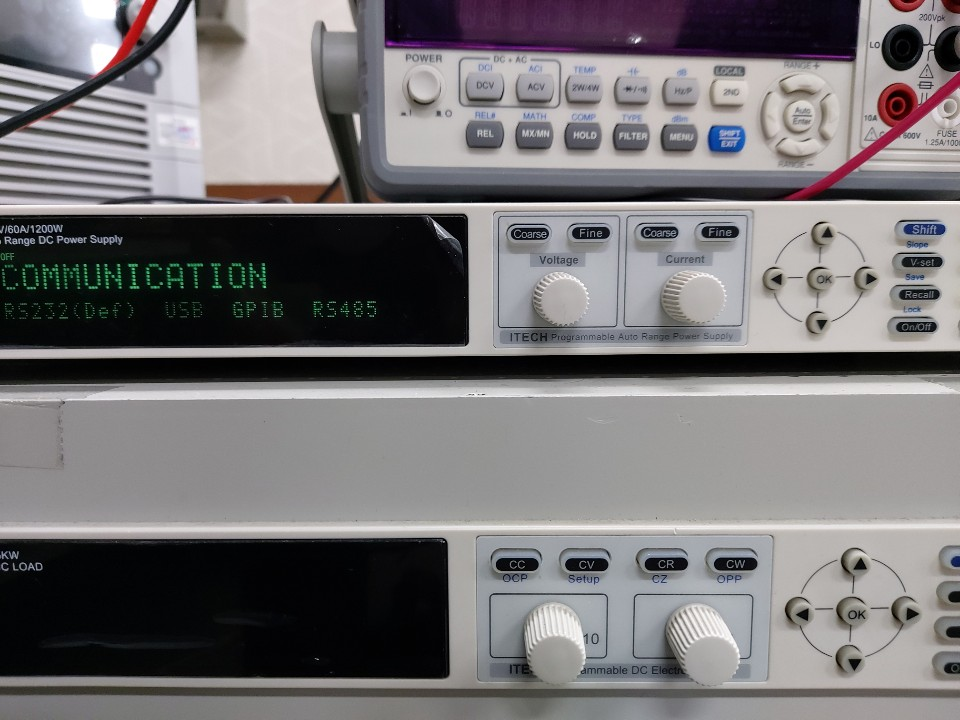 POWER
DC + AC
DCI ACI TEMP dB LOCAL
DCV ACV 2W/4W Hz/P 2ND
REL# MATH COMP TYPE dBm
REL MX/MN HOLD FILTER MENU SHIFT EXIT
RANGE +
Auto
Enter
RANGE −
200Vpk
LO
10A
600V
FUSE
V/60A/1200W
Range DC Power Supply
OFF
COMMUNICATION
RS232(Def) USB GPIB RS485
Coarse Fine Coarse Fine
Voltage Current
ITECH Programmable Auto Range Power Supply
OK
Shift
Slope
V-set
Save
Recall
Lock
On/Off
KW
C LOAD
CC CV CR CW
OCP Setup CZ OPP
10
DC
OK